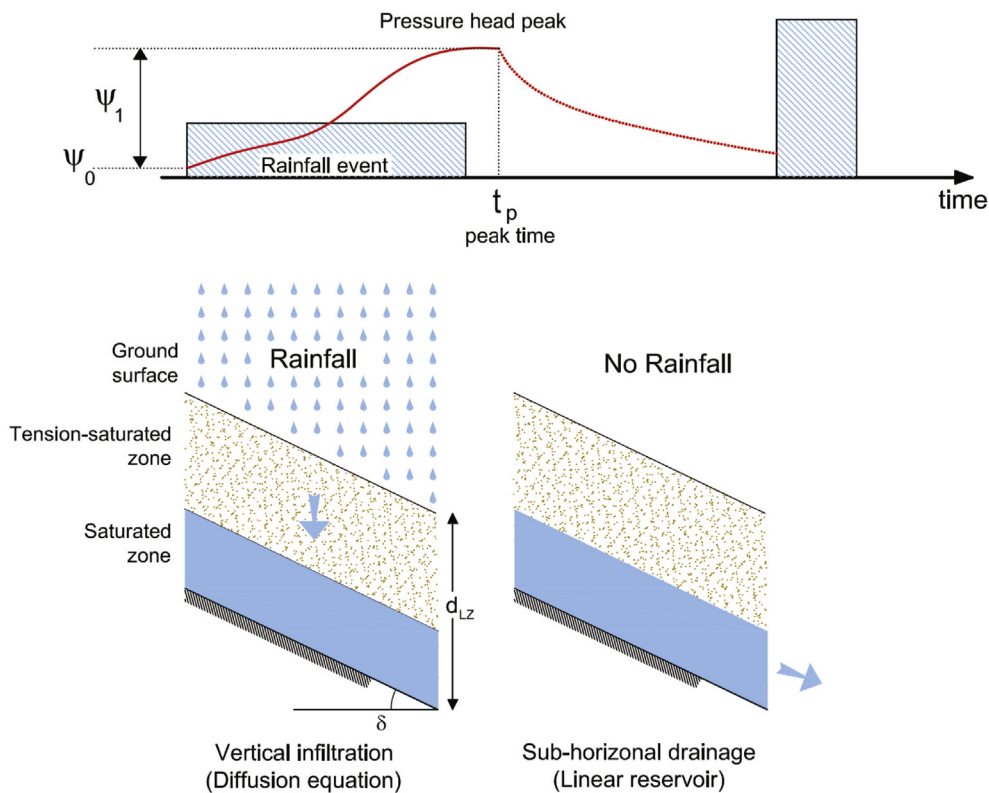 Pressure head peak
ψ1
ψ0
Rainfall event
time
tp
peak time
Ground
surface
Rainfall
No Rainfall
Tension-saturated
zone
Saturated
zone
dLZ
δ
Vertical infiltration
(Diffusion equation)
Sub-horizonal drainage
(Linear reservoir)